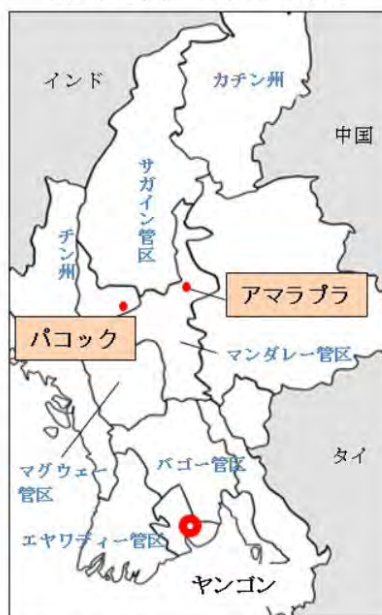 インド
カチン州
中国
サガイン管区
チン州
アマラプラ
パコック
マンダレー管区
タイ
マグウェー
管区
バゴー管区
エヤワディー管区
ヤンゴン